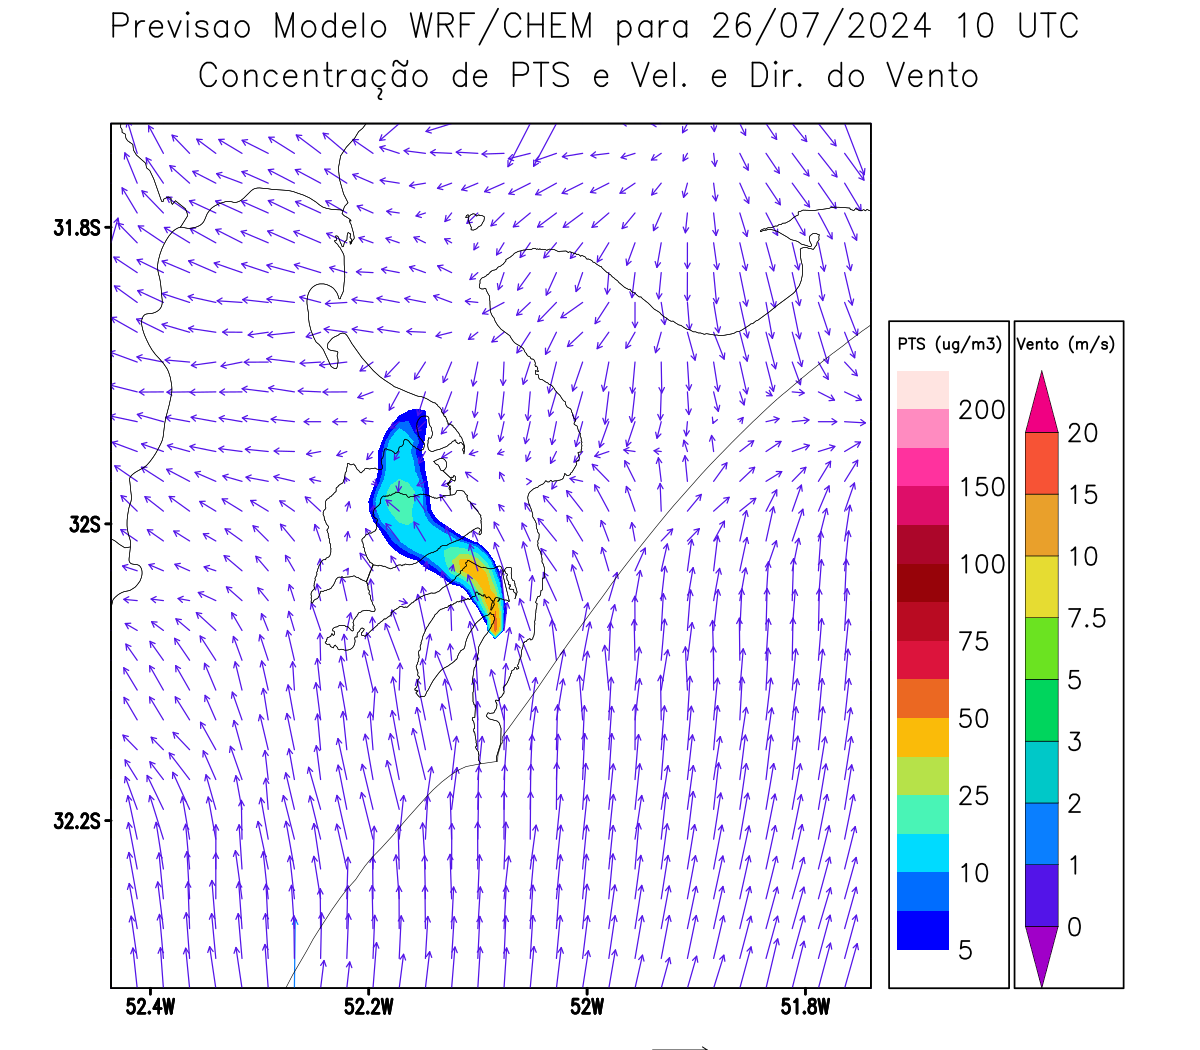 Previsao Modelo WRF/CHEM para 26/07/2024 10 UTC
Concentração de PTS e Vel. e Dir. do Vento
31.8S
32S
32.2S
52.4W 52.2W 52W 51.8W
PTS (ug/m3)
200
150
100
75
50
25
10
5
Vento (m/s)
20
15
10
7.5
5
3
2
1
0